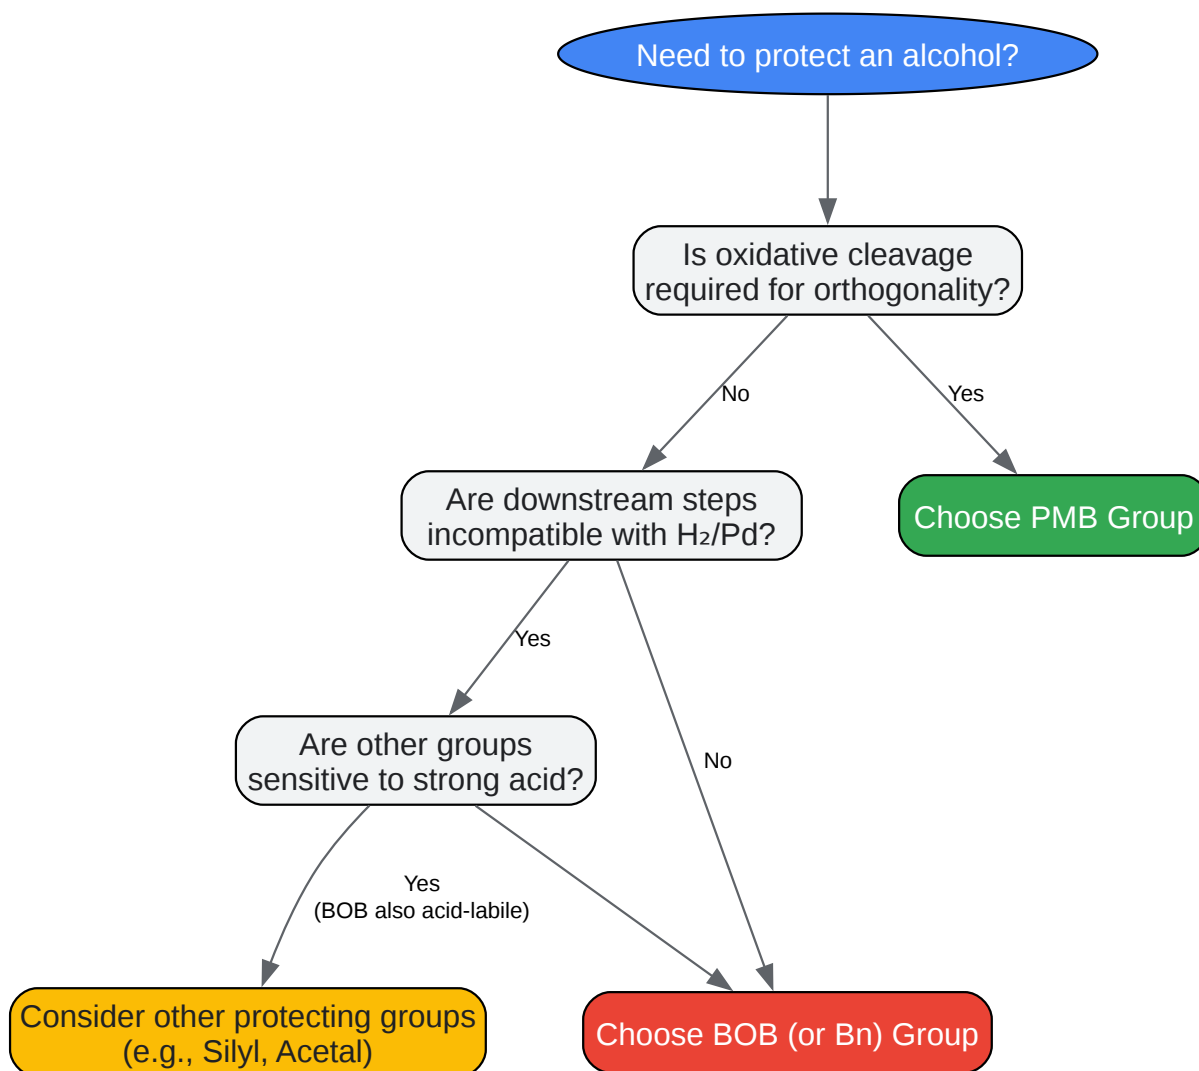 Need to protect an alcohol?
Is oxidative cleavage
required for orthogonality?
No
Yes
Are downstream steps
incompatible with H₂/Pd?
Choose PMB Group
Yes
Are other groups
sensitive to strong acid?
No
Yes
(BOB also acid-labile)
Consider other protecting groups
(e.g., Silyl, Acetal)
Choose BOB (or Bn) Group